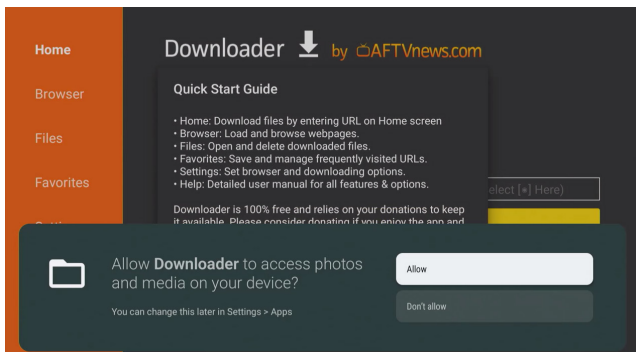 Home
Downloader by AFTVnews.com
Browser
Files
Favorites
Quick Start Guide
• Home: Download files by entering URL on Home screen
• Browser: Load and browse webpages.
• Files: Open and delete downloaded files.
• Favorites: Save and manage frequently visited URLs.
• Settings: Set browser and downloading options.
• Help: Detailed user manual for all features & options.
Downloader is 100% free and relies on your donations to keep
it available. Please consider donating if you enjoy the app and
Here)
Allow Downloader to access photos
and media on your device?
You can change this later in Settings > Apps
Allow
Don't allow